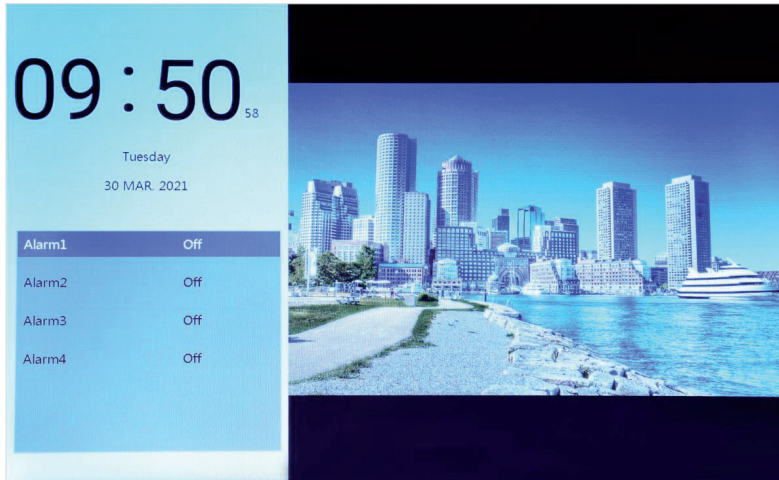 09 : 50 58
Tuesday
30 MAR. 2021
Alarm1 Off
Alarm2 Off
Alarm3 Off
Alarm4 Off